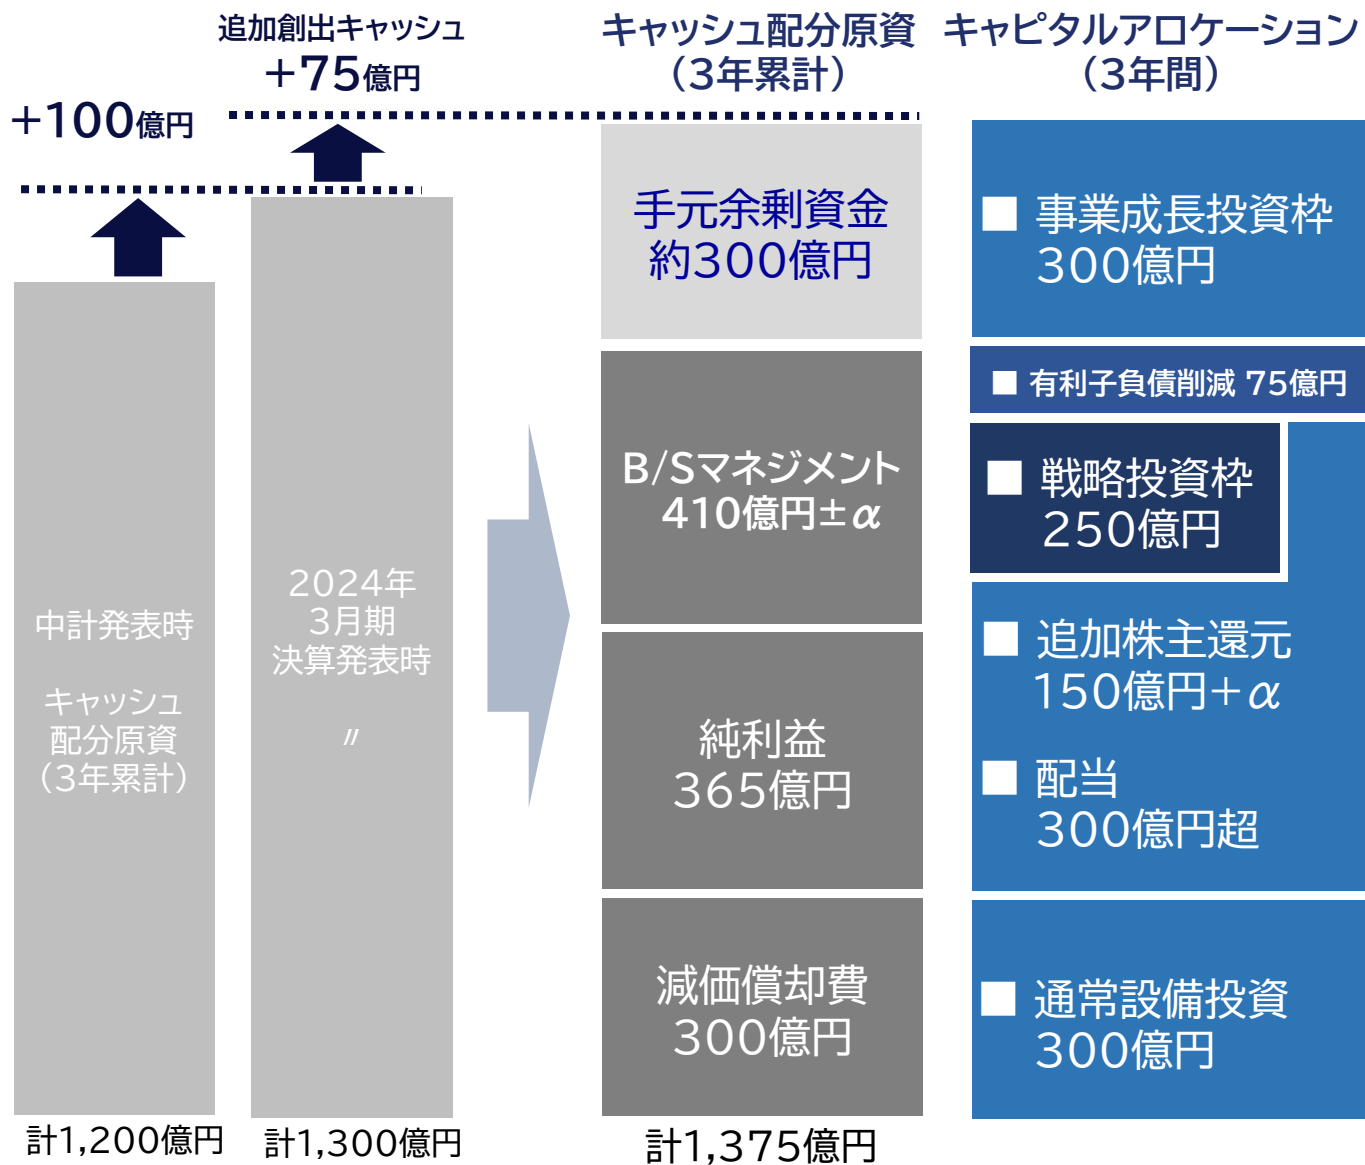 追加創出キャッシュ
+75億円
+100億円
キャッシュ配分原資
(3年累計)
キャピタルアロケーション
(3年間)
中計発表時
キャッシュ
配分原資
(3年累計)
計1,200億円
2024年
3月期
決算発表時
〃
計1,300億円
手元余剰資金
約300億円
B/Sマネジメント
410億円±α
純利益
365億円
減価償却費
300億円
計1,375億円
■ 事業成長投資枠
300億円
■ 有利子負債削減 75億円
■ 戦略投資枠
250億円
■ 追加株主還元
150億円+α
■ 配当
300億円超
■ 通常設備投資
300億円